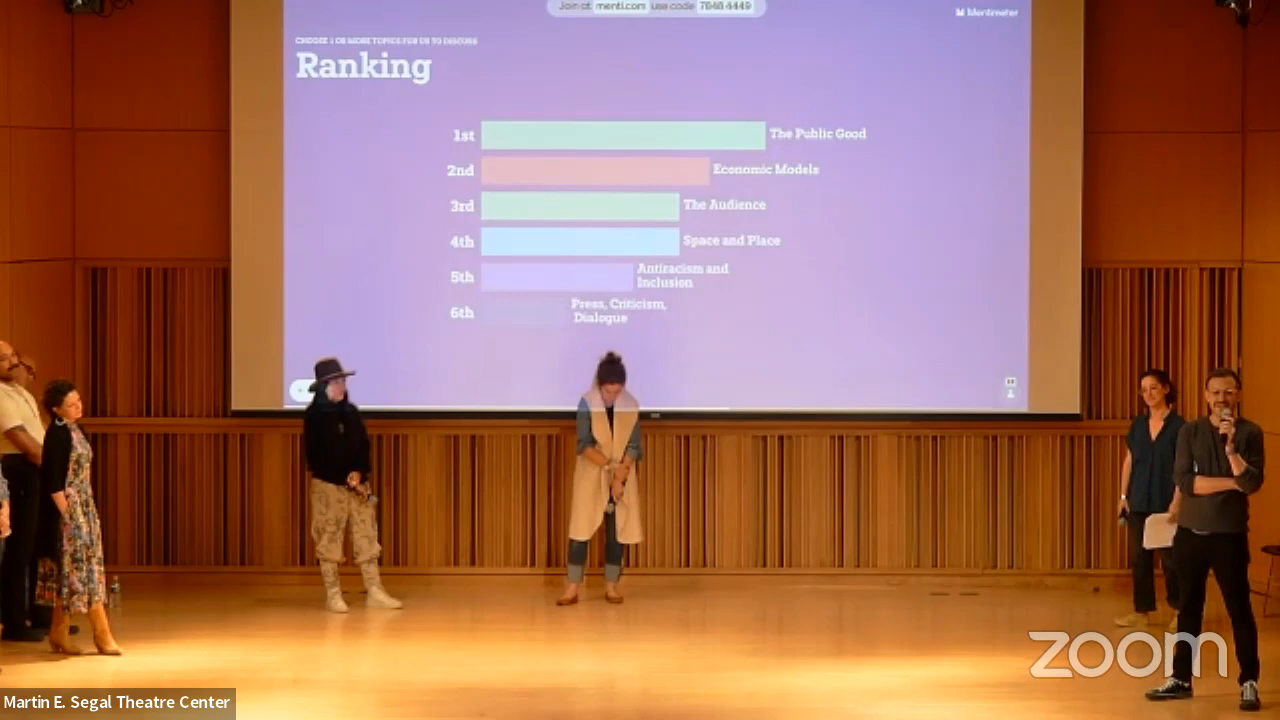 Join at menti.com use code 7848 4449
Mentimeter
CHOOSE 1 OR MORE TOPICS FOR US TO DISCUSS
Ranking
1st The Public Good
2nd Economic Models
3rd The Audience
4th Space and Place
5th Antiracism and
Inclusion
6th Press, Criticism,
Dialogue
zoom
Martin E. Segal Theatre Center